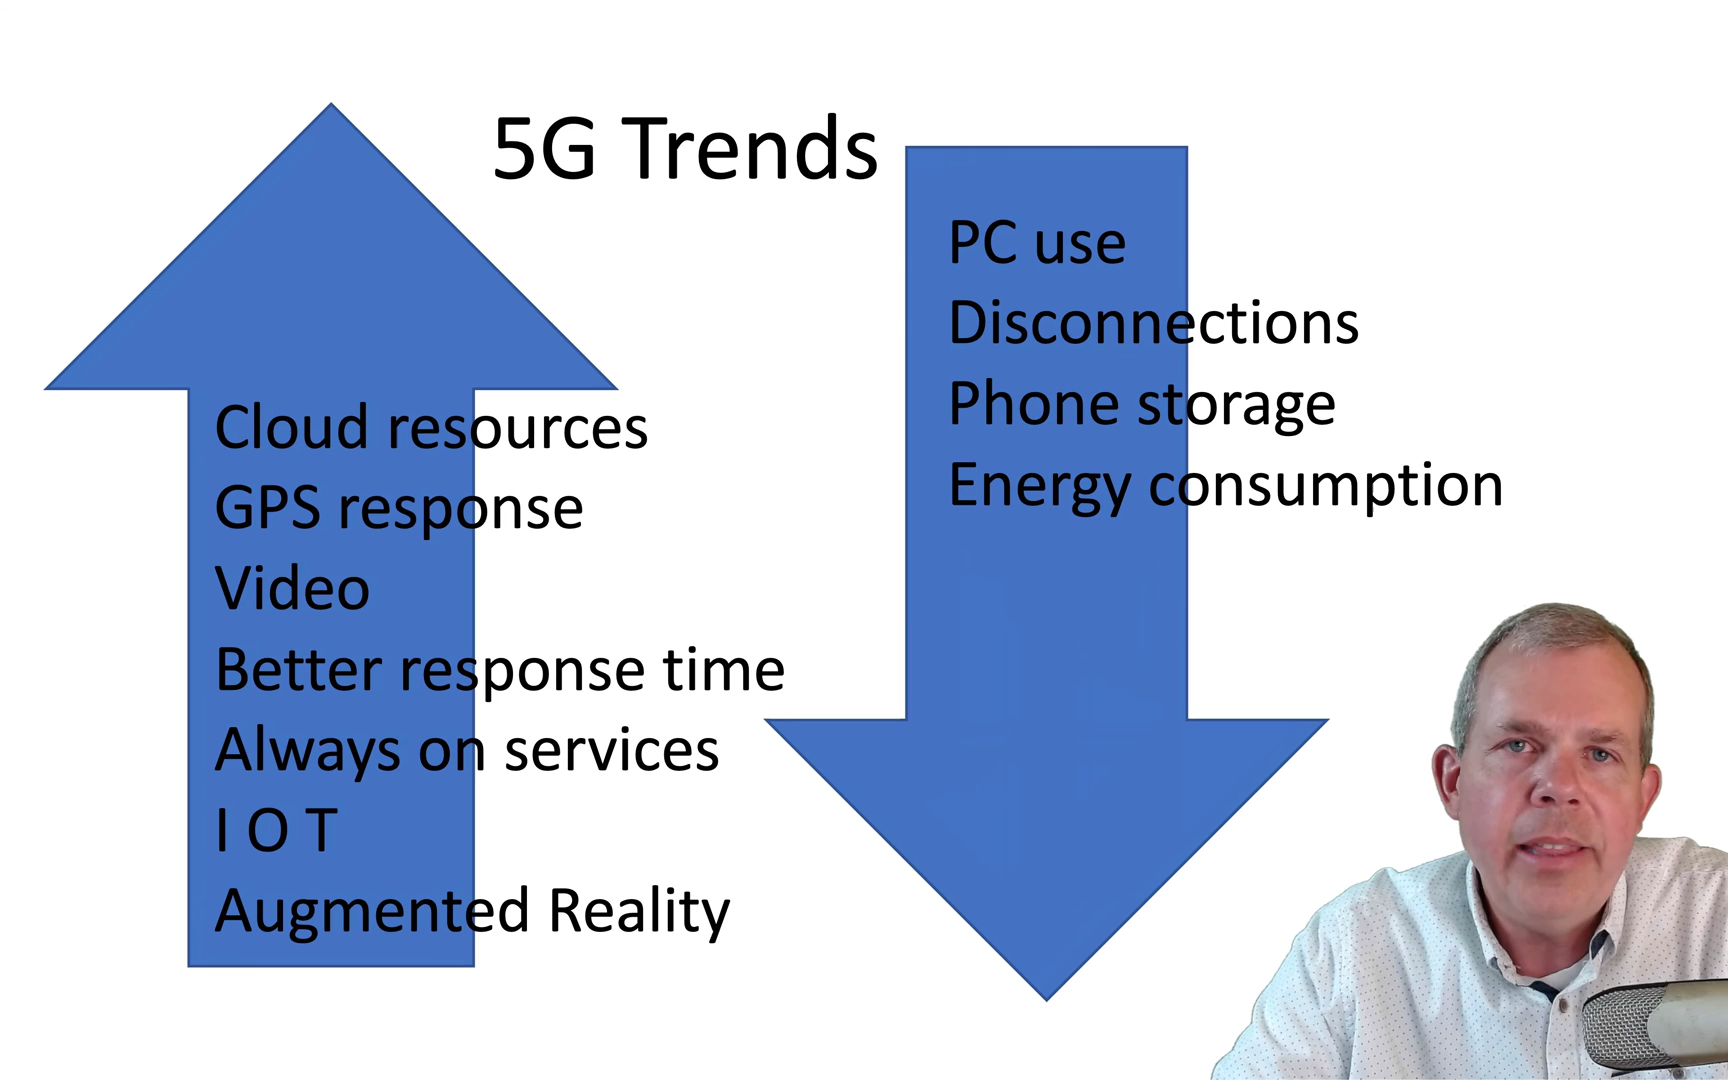 5G Trends
Cloud resources
GPS response
Video
Better response time
Always on services
I O T
Augmented Reality
PC use
Disconnections
Phone storage
Energy consumption